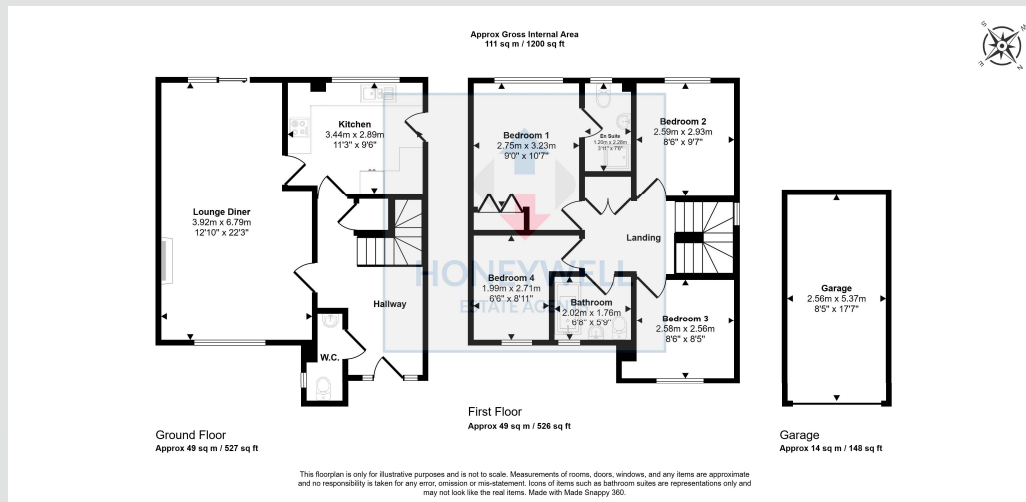 Approx Gross Internal Area
111 sq m / 1200 sq ft
S
W
E
N
Kitchen
3.44m x 2.89m
11'3" x 9'6"
Lounge Diner
3.92m x 6.79m
12'10" x 22'3"
Hallway
W.C.
Ground Floor
Approx 49 sq m / 527 sq ft
Bedroom 1
2.75m x 3.23m
9'0" x 10'7"
En Suite
1.20m x 2.28m
3'11" x 7'6"
Bedroom 2
2.59m x 2.93m
8'6" x 9'7"
Landing
Bedroom 4
1.99m x 2.71m
6'6" x 8'11"
Bathroom
2.02m x 1.76m
6'8" x 5'9"
Bedroom 3
2.58m x 2.56m
8'6" x 8'5"
HONEYWELL
ESTATE AGENTS
First Floor
Approx 49 sq m / 526 sq ft
Garage
2.56m x 5.37m
8'5" x 17'7"
Garage
Approx 14 sq m / 148 sq ft
This floorplan is only for illustrative purposes and is not to scale. Measurements of rooms, doors, windows, and any items are approximate
and no responsibility is taken for any error, omission or mis-statement. Icons of items such as bathroom suites are representations only and
may not look like the real items. Made with Made Snappy 360.